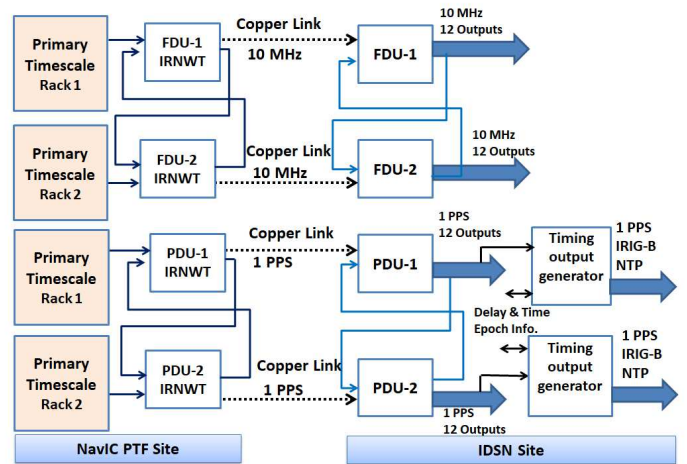 Primary
Timescale
Rack 1
FDU-1
IRNWT
Copper Link
10 MHz
FDU-1
10 MHz
12 Outputs
Primary
Timescale
Rack 2
FDU-2
IRNWT
Copper Link
10 MHz
FDU-2
10 MHz
12 Outputs
Primary
Timescale
Rack 1
PDU-1
IRNWT
Copper Link
1 PPS
PDU-1
1 PPS
12 Outputs
Timing
output
generator
1 PPS
IRIG-B
NTP
Delay & Time
Epoch Info.
Primary
Timescale
Rack 2
PDU-2
IRNWT
Copper Link
1 PPS
PDU-2
1 PPS
12 Outputs
Timing
output
generator
1 PPS
IRIG-B
NTP
NavIC PTF Site
IDSN Site